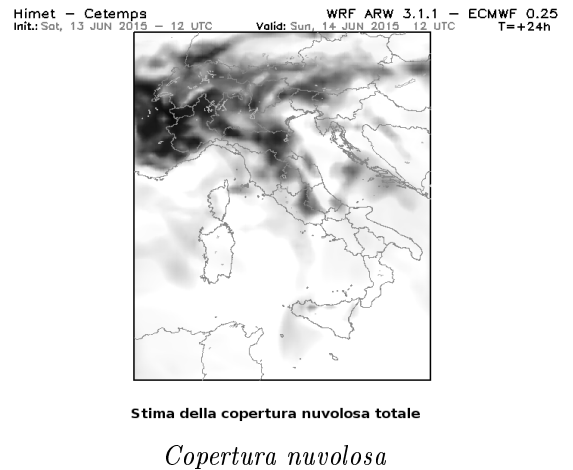 Himet – Cetemps WRF ARW 3.1.1 – ECMWF 0.25
Init.: Sat, 13 JUN 2015 – 12 UTC Valid: Sun, 14 JUN 2015 12 UTC T=+24h
Stima della copertura nuvolosa totale
Copertura nuvolosa